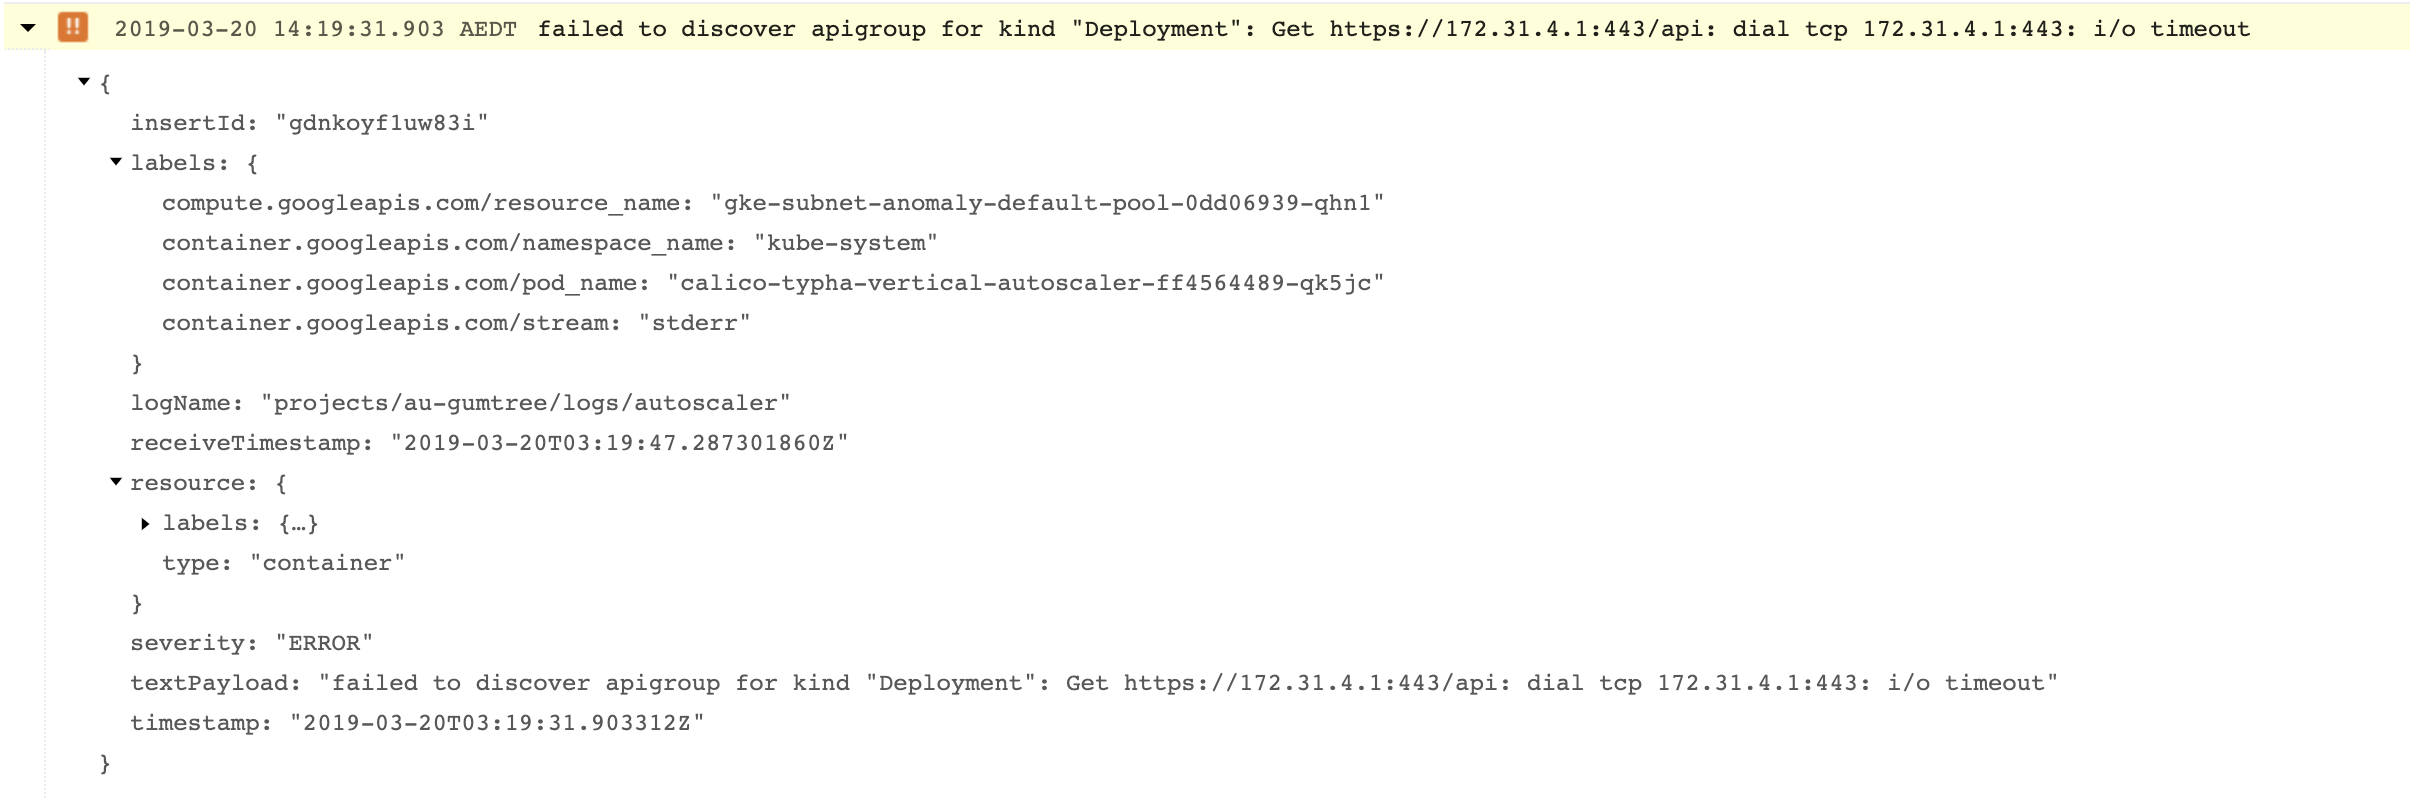 !! 2019-03-20 14:19:31.903 AEDT failed to discover apigroup for kind "Deployment": Get https://172.31.4.1:443/api: dial tcp 172.31.4.1:443: i/o timeout
{
insertId: "gdnkoyf1uw83i"
labels: {
compute.googleapis.com/resource_name: "gke-subnet-anomaly-default-pool-0dd06939-qhn1"
container.googleapis.com/namespace_name: "kube-system"
container.googleapis.com/pod_name: "calico-typha-vertical-autoscaler-ff4564489-qk5jc"
container.googleapis.com/stream: "stderr"
}
logName: "projects/au-gumtree/logs/autoscaler"
receiveTimestamp: "2019-03-20T03:19:47.287301860Z"
resource: {
labels: {…}
type: "container"
}
severity: "ERROR"
textPayload: "failed to discover apigroup for kind "Deployment": Get https://172.31.4.1:443/api: dial tcp 172.31.4.1:443: i/o timeout"
timestamp: "2019-03-20T03:19:31.903312Z"
}